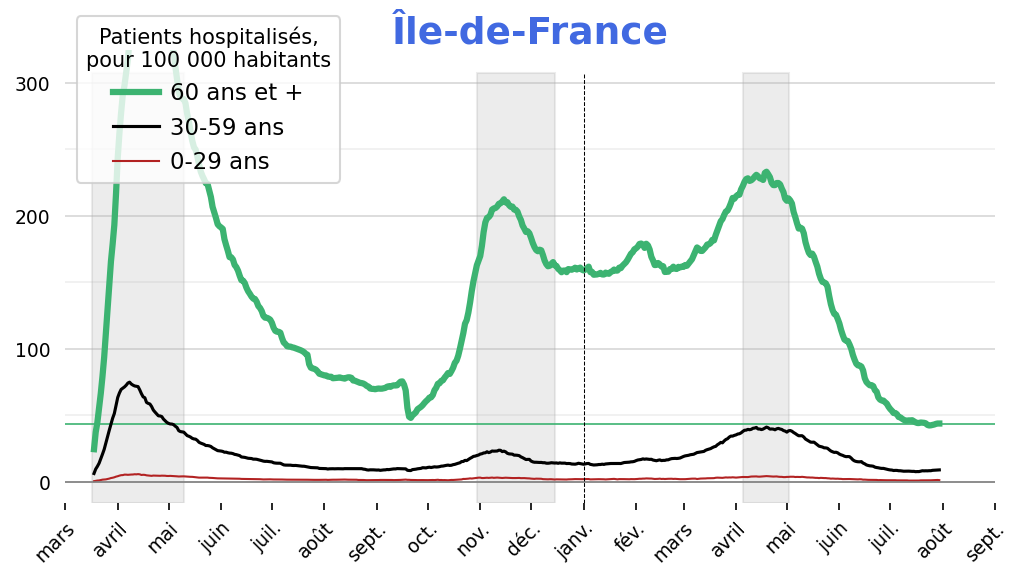 Île-de-France
Patients hospitalisés,
pour 100 000 habitants
60 ans et +
30-59 ans
0-29 ans
300
200
100
0
mars avril mai juin juil. août sept. oct. nov. déc. janv. fév. mars avril mai juin juil. août sept.